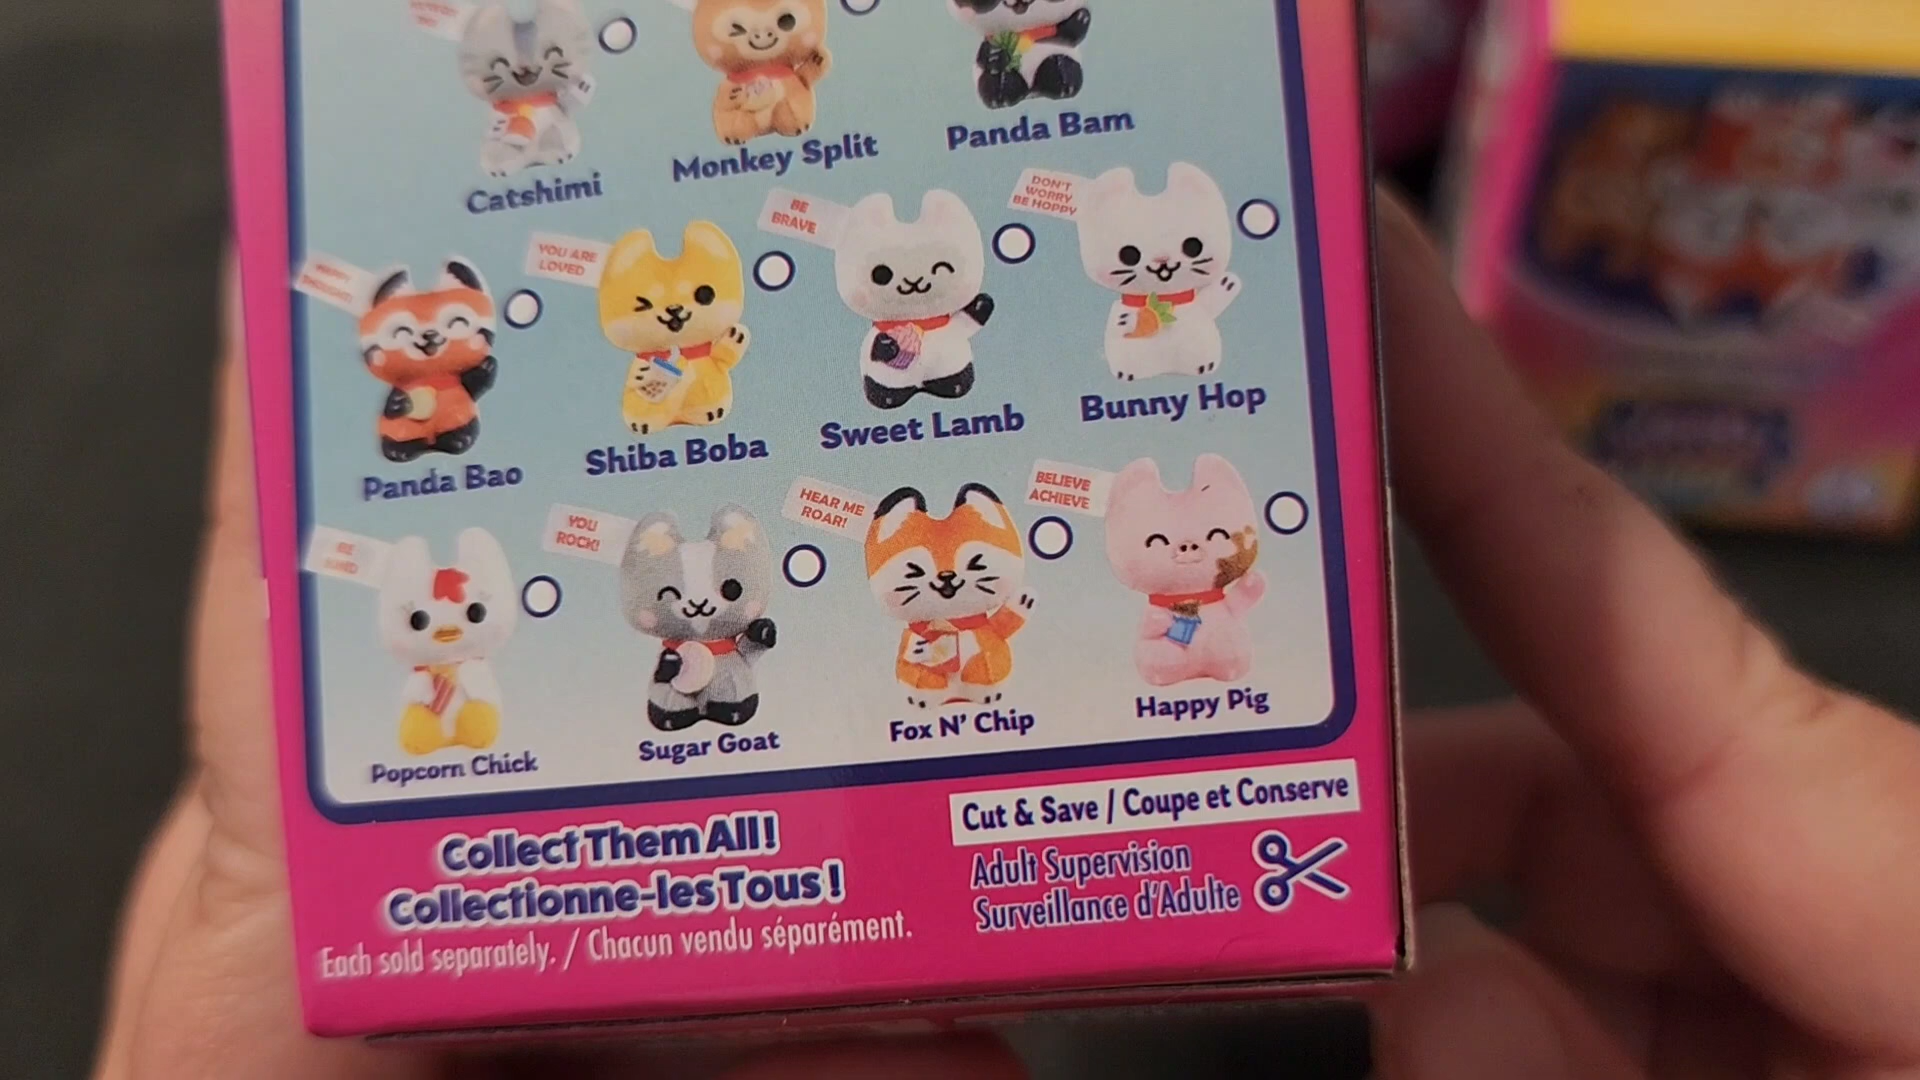 Catshimi
Monkey Split
Panda Bam
YOU ARE
LOVED
BE
BRAVE
DON'T
WORRY
BE HOPPY
Panda Bao
Shiba Boba
Sweet Lamb
Bunny Hop
BE
YOU
ROCK!
HEAR ME
ROAR!
BELIEVE
ACHIEVE
Popcorn Chick
Sugar Goat
Fox N' Chip
Happy Pig
Collect Them All!
Collectionne-les Tous !
Each sold separately. / Chacun vendu séparément.
Cut & Save / Coupe et Conserve
Adult Supervision
Surveillance d'Adulte